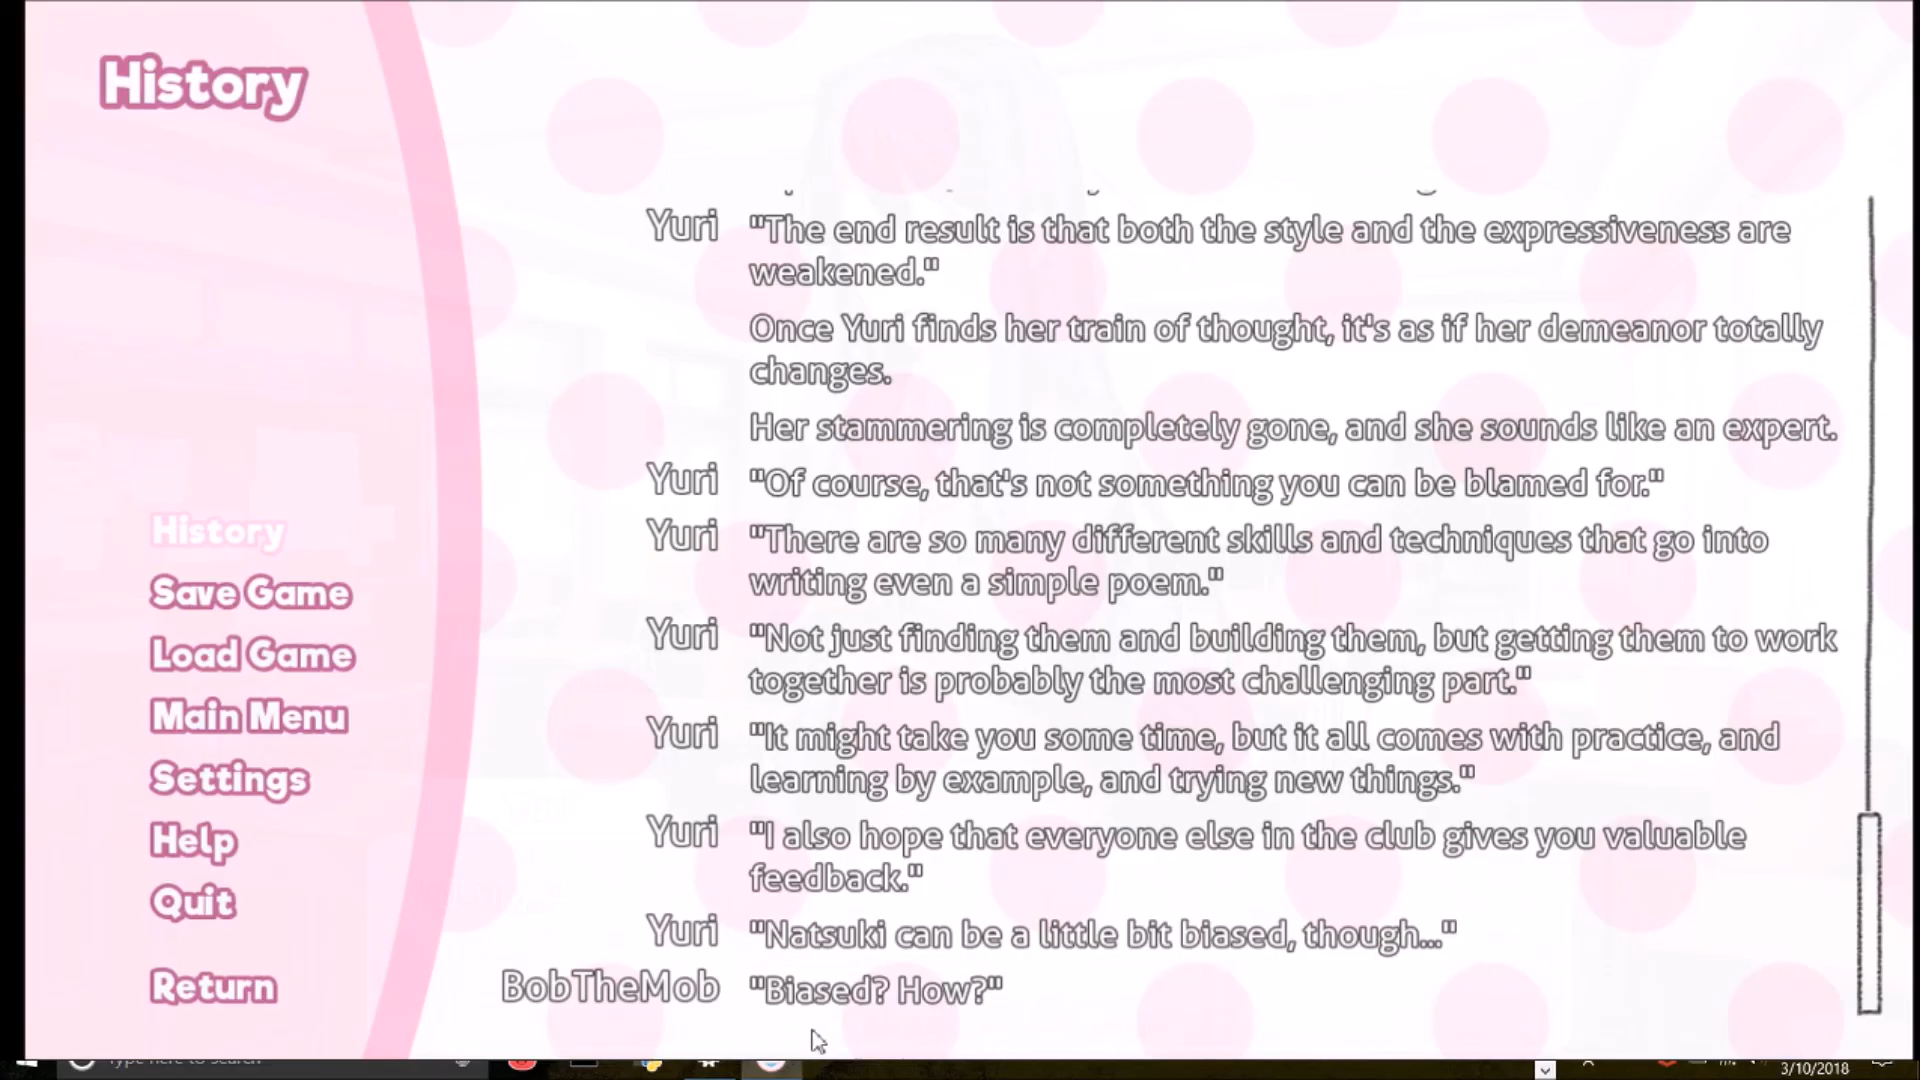 History
Yuri "The end result is that both the style and the expressiveness are
weakened."
Once Yuri finds her train of thought, it's as if her demeanor totally
changes.
Her stammering is completely gone, and she sounds like an expert.
Yuri "Of course, that's not something you can be blamed for."
Yuri "There are so many different skills and techniques that go into
writing even a simple poem."
Yuri "Not just finding them and building them, but getting them to work
together is probably the most challenging part."
Yuri "It might take you some time, but it all comes with practice, and
learning by example, and trying new things."
Yuri "I also hope that everyone else in the club gives you valuable
feedback."
Yuri "Natsuki can be a little bit biased, though..."
BobTheMob "Biased? How?"
History
Save Game
Load Game
Main Menu
Settings
Help
Quit
Return
Type here to search
3/10/2018